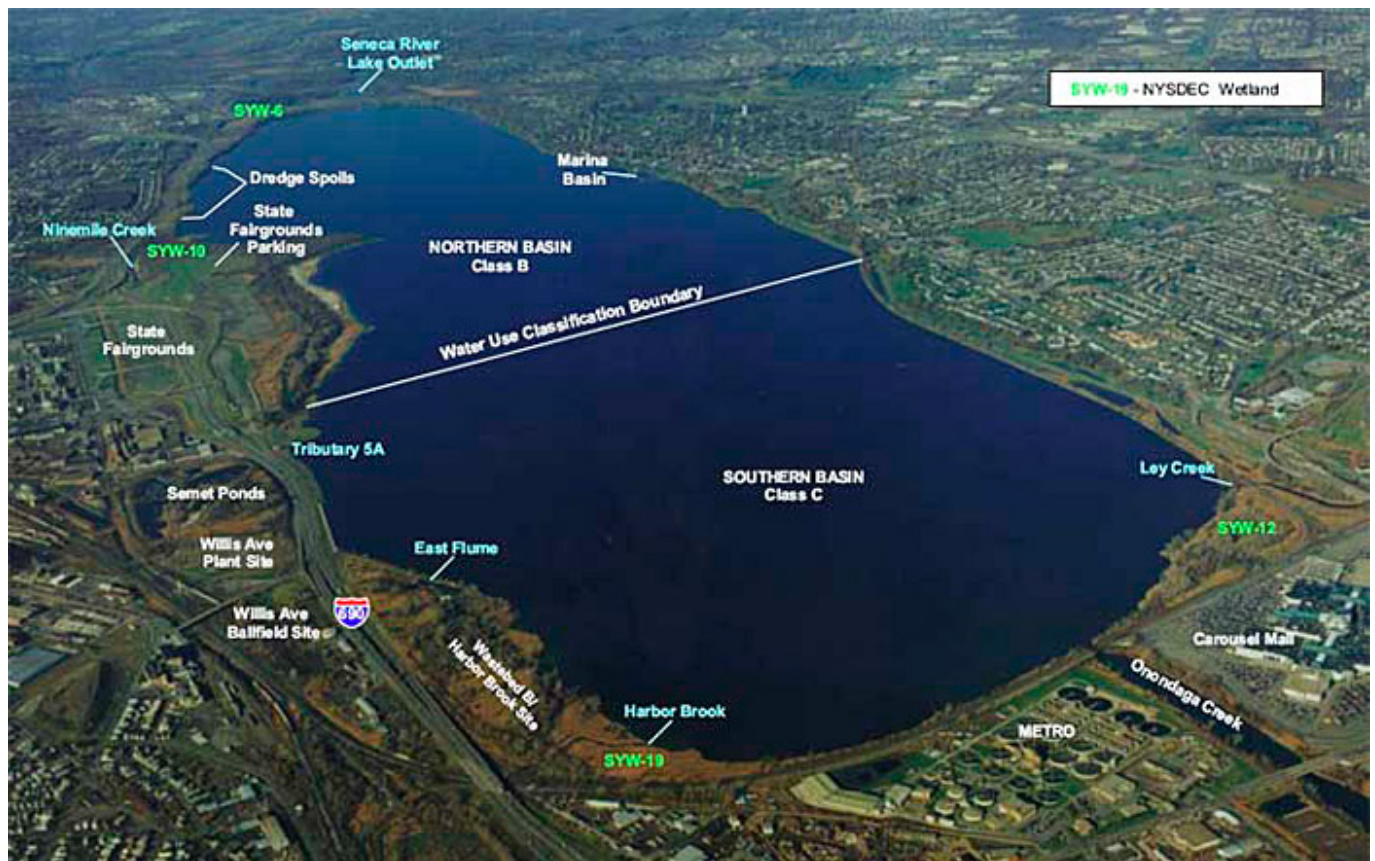 Seneca River
Lake Outlet
SYW-6
SYW-19 - NYSDEC Wetland
Marina
Basin
Dredge Spoils
State
Fairgrounds
Parking
Ninemile Creek
SYW-10
NORTHERN BASIN
Class B
Water Use Classification Boundary
State
Fairgrounds
Tributary 5A
SOUTHERN BASIN
Class C
Ley Creek
Semet Ponds
SYW-12
Willis Ave
Plant Site
East Flume
690
Willis Ave
Ballfield Site
Wastebed B/
Harbor Brook Site
Carousel Mall
Onondaga Creek
Harbor Brook
METRO
SYW-19